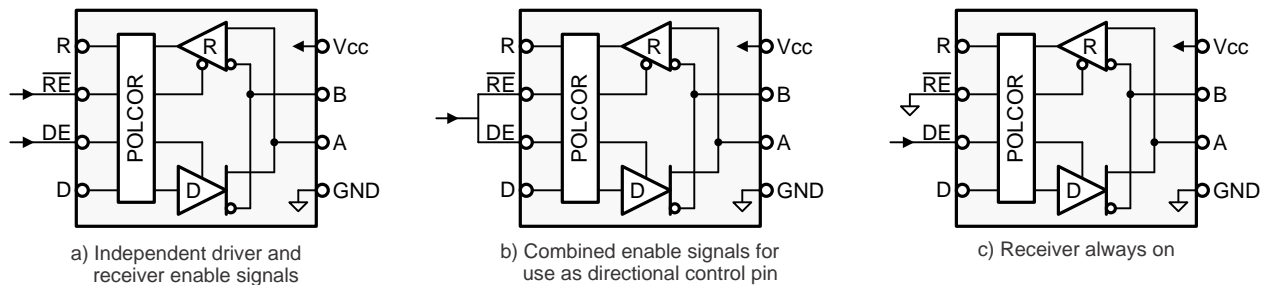 R
RE
DE
D
POLCOR
R
D
Vcc
B
A
GND
a) Independent driver and
receiver enable signals
R
RE
DE
D
POLCOR
R
D
Vcc
B
A
GND
b) Combined enable signals for
use as directional control pin
R
RE
DE
D
POLCOR
R
D
Vcc
B
A
GND
c) Receiver always on